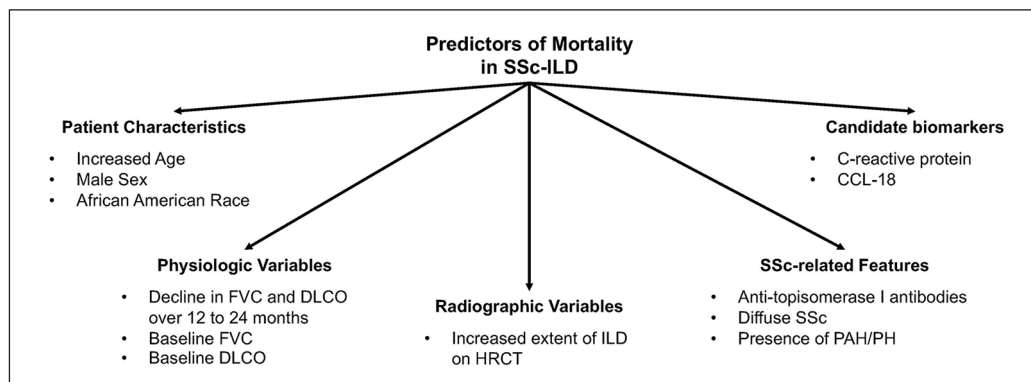 Predictors of Mortality
in SSc-ILD
Patient Characteristics
• Increased Age
• Male Sex
• African American Race
Candidate biomarkers
• C-reactive protein
• CCL-18
Physiologic Variables
• Decline in FVC and DLCO
over 12 to 24 months
• Baseline FVC
• Baseline DLCO
Radiographic Variables
• Increased extent of ILD
on HRCT
SSc-related Features
• Anti-topisomerase I antibodies
• Diffuse SSc
• Presence of PAH/PH